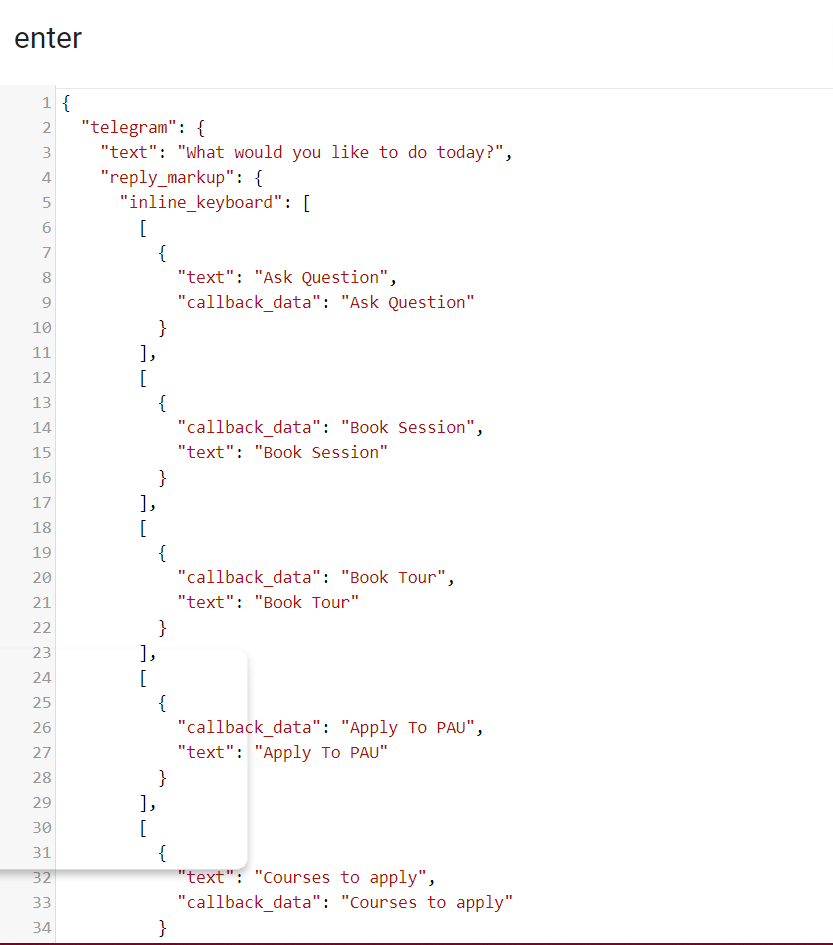 enter
1 {
2   "telegram": {
3     "text": "What would you like to do today?",
4     "reply_markup": {
5       "inline_keyboard": [
6         [
7           {
8             "text": "Ask Question",
9             "callback_data": "Ask Question"
10           }
11         ],
12         [
13           {
14             "callback_data": "Book Session",
15             "text": "Book Session"
16           }
17         ],
18         [
19           {
20             "callback_data": "Book Tour",
21             "text": "Book Tour"
22           }
23         ],
24         [
25           {
26             "callback_data": "Apply To PAU",
27             "text": "Apply To PAU"
28           }
29         ],
30         [
31           {
32             "text": "Courses to apply",
33             "callback_data": "Courses to apply"
34           }